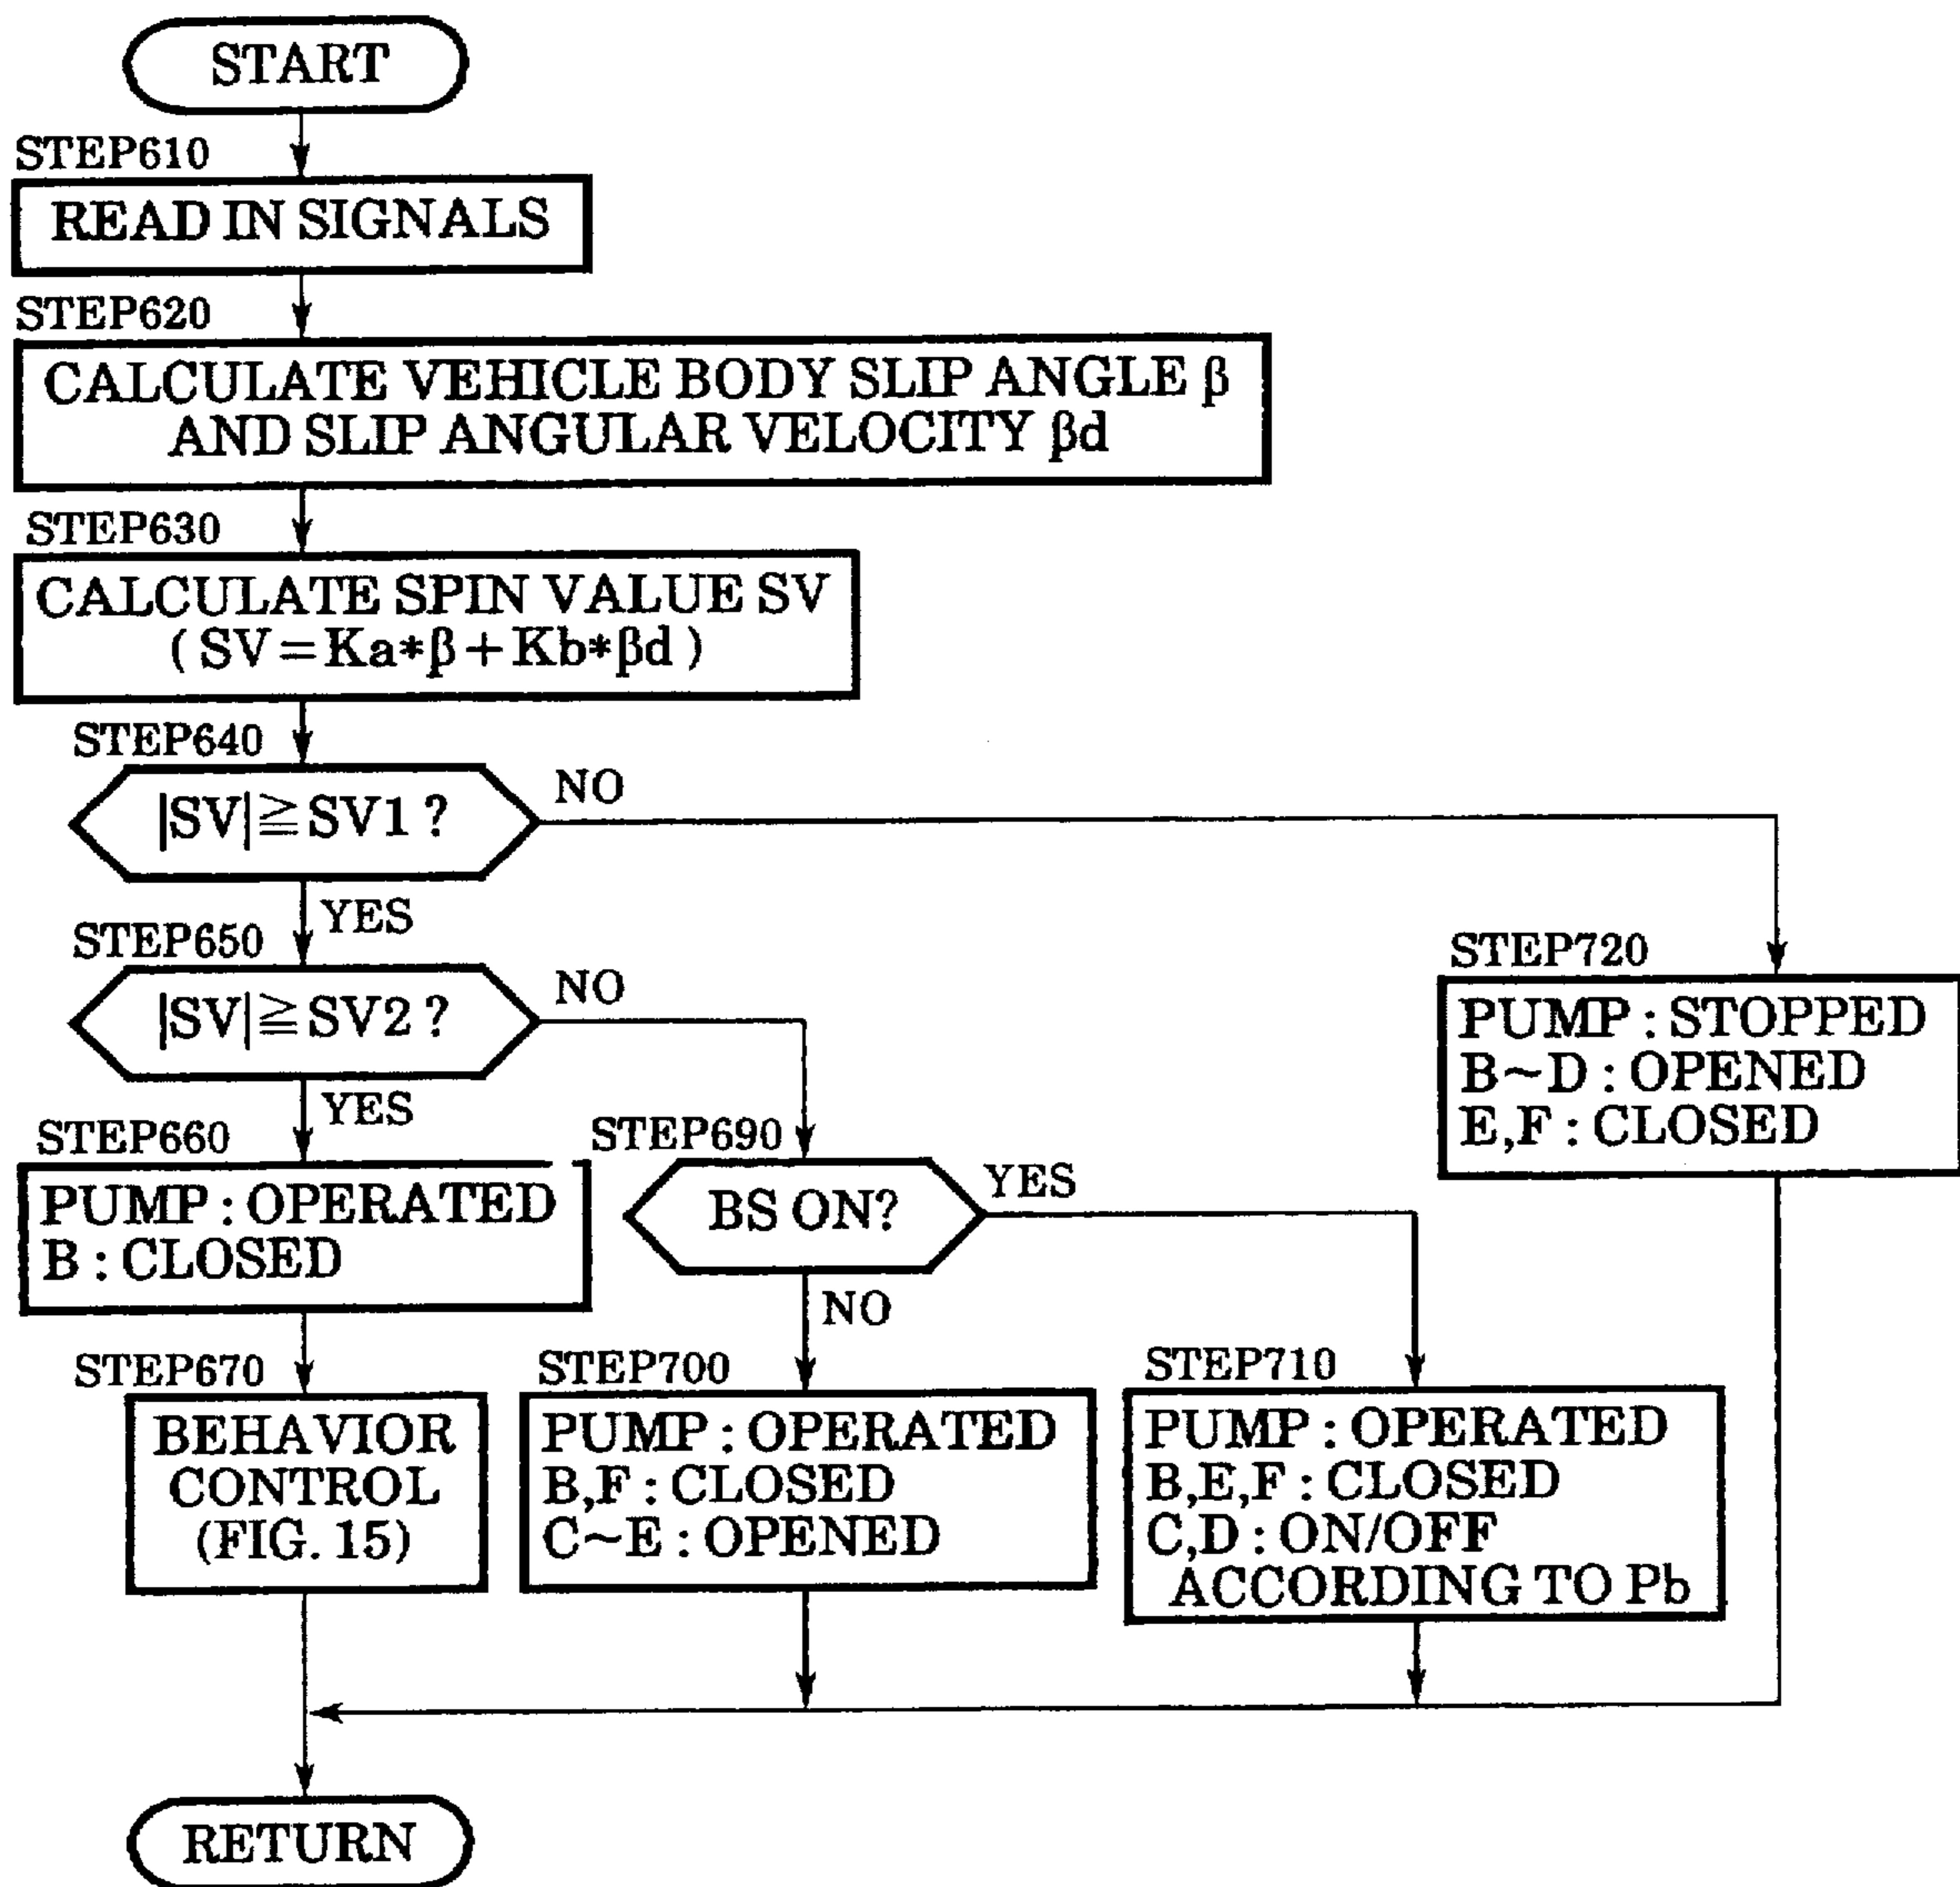 START
STEP610
READ IN SIGNALS
STEP620
CALCULATE VEHICLE BODY SLIP ANGLE β
AND SLIP ANGULAR VELOCITY βd
STEP630
CALCULATE SPIN VALUE SV
(SV=Ka*β+Kb*βd)
STEP640
|SV|≧SV1?
NO
YES
STEP650
|SV|≧SV2?
NO
YES
STEP720
PUMP : STOPPED
B~D : OPENED
E,F : CLOSED
STEP660
PUMP : OPERATED
B : CLOSED
STEP690
BS ON?
YES
NO
STEP670
BEHAVIOR
CONTROL
(FIG. 15)
STEP700
PUMP : OPERATED
B,F : CLOSED
C~E : OPENED
STEP710
PUMP : OPERATED
B,E,F : CLOSED
C,D : ON/OFF
ACCORDING TO Pb
RETURN